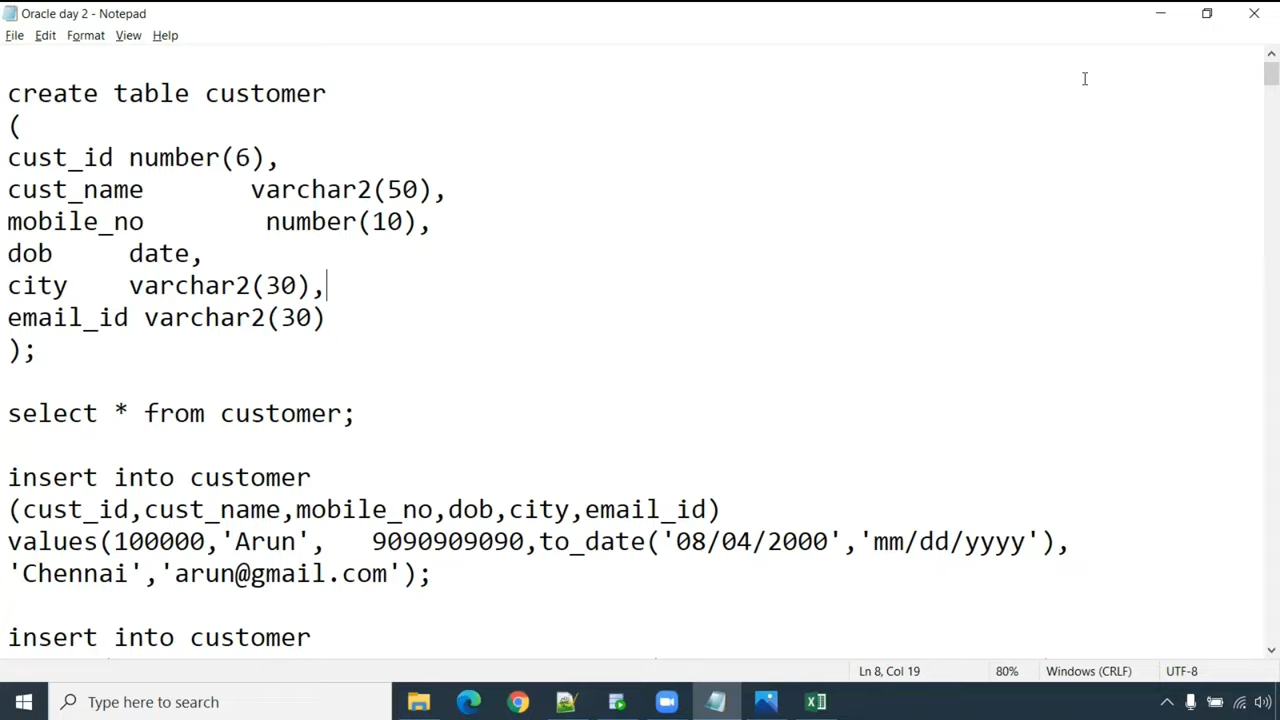 Oracle day 2 - Notepad
File Edit Format View Help
create table customer
(
cust_id number(6),
cust_name varchar2(50),
mobile_no number(10),
dob date,
city varchar2(30),
email_id varchar2(30)
);
select * from customer;
insert into customer
(cust_id,cust_name,mobile_no,dob,city,email_id)
values(100000,'Arun', 9090909090,to_date('08/04/2000','mm/dd/yyyy'),
'Chennai','arun@gmail.com');
insert into customer
Ln 8, Col 19 80% Windows (CRLF) UTF-8
Type here to search